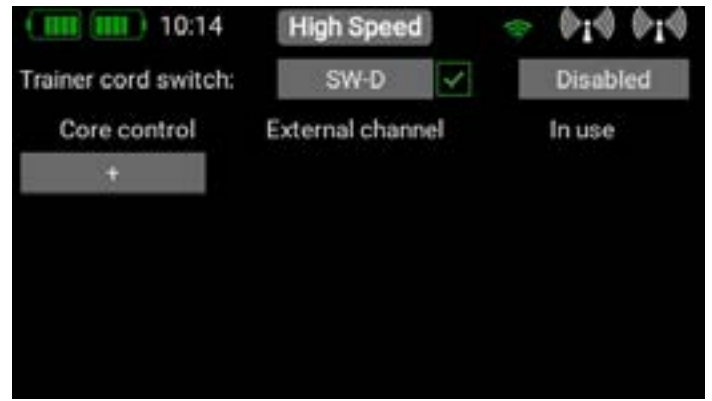 10:14 High Speed
Trainer cord switch: SW-D Disabled
Core control External channel In use
+